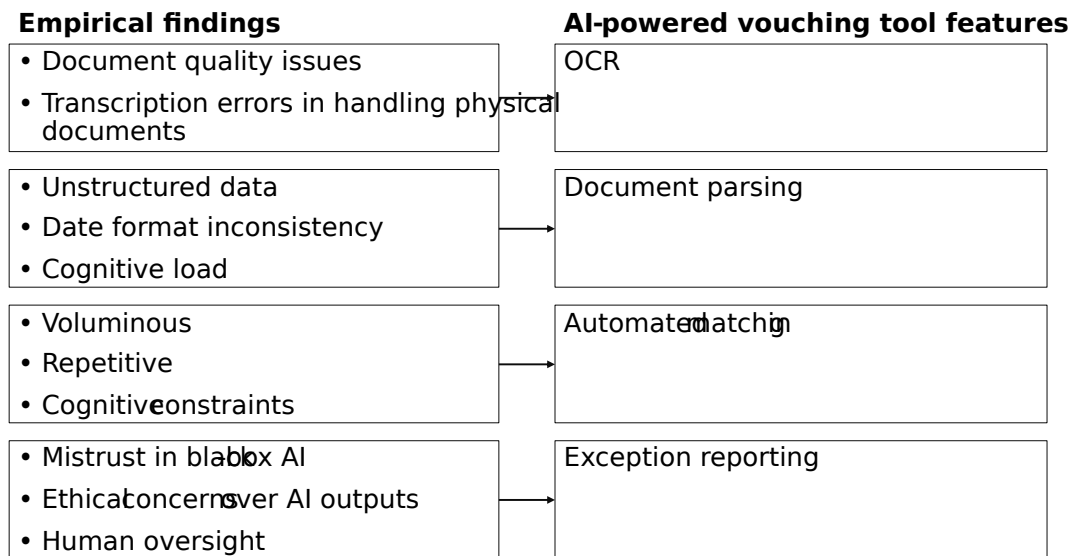 Empirical findings
AI-powered vouching tool features
• Document quality issues
• Transcription errors in handling physical
documents
OCR
• Unstructured data
• Date format inconsistency
• Cognitive load
Document parsing
• Voluminous
• Repetitive
• Cognitive constraints
Automated matching
• Mistrust in black-box AI
• Ethical concerns over AI outputs
• Human oversight
Exception reporting